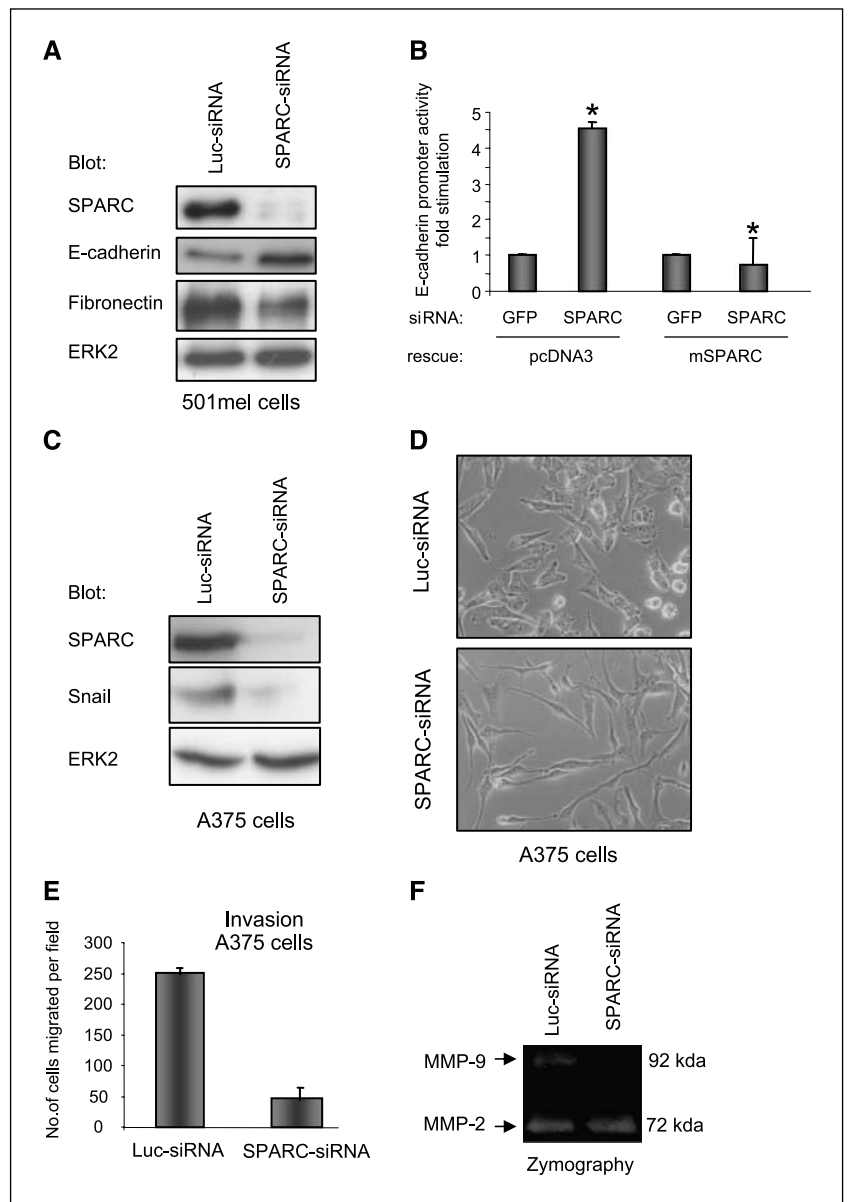 A
Luc-siRNA
SPARC-siRNA
Blot:
SPARC
E-cadherin
Fibronectin
ERK2
501mel cells
B
E-cadherin promoter activity
fold stimulation
5
4
3
2
1
0
*
*
siRNA: GFP SPARC GFP SPARC
rescue: pcDNA3 mSPARC
C
Luc-siRNA
SPARC-siRNA
Blot:
SPARC
Snail
ERK2
A375 cells
D
Luc-siRNA
SPARC-siRNA
A375 cells
E
Invasion
A375 cells
No.of cells migrated per field
300
250
200
150
100
50
0
Luc-siRNA SPARC-siRNA
F
Luc-siRNA
SPARC-siRNA
MMP-9 92 kda
MMP-2 72 kda
Zymography